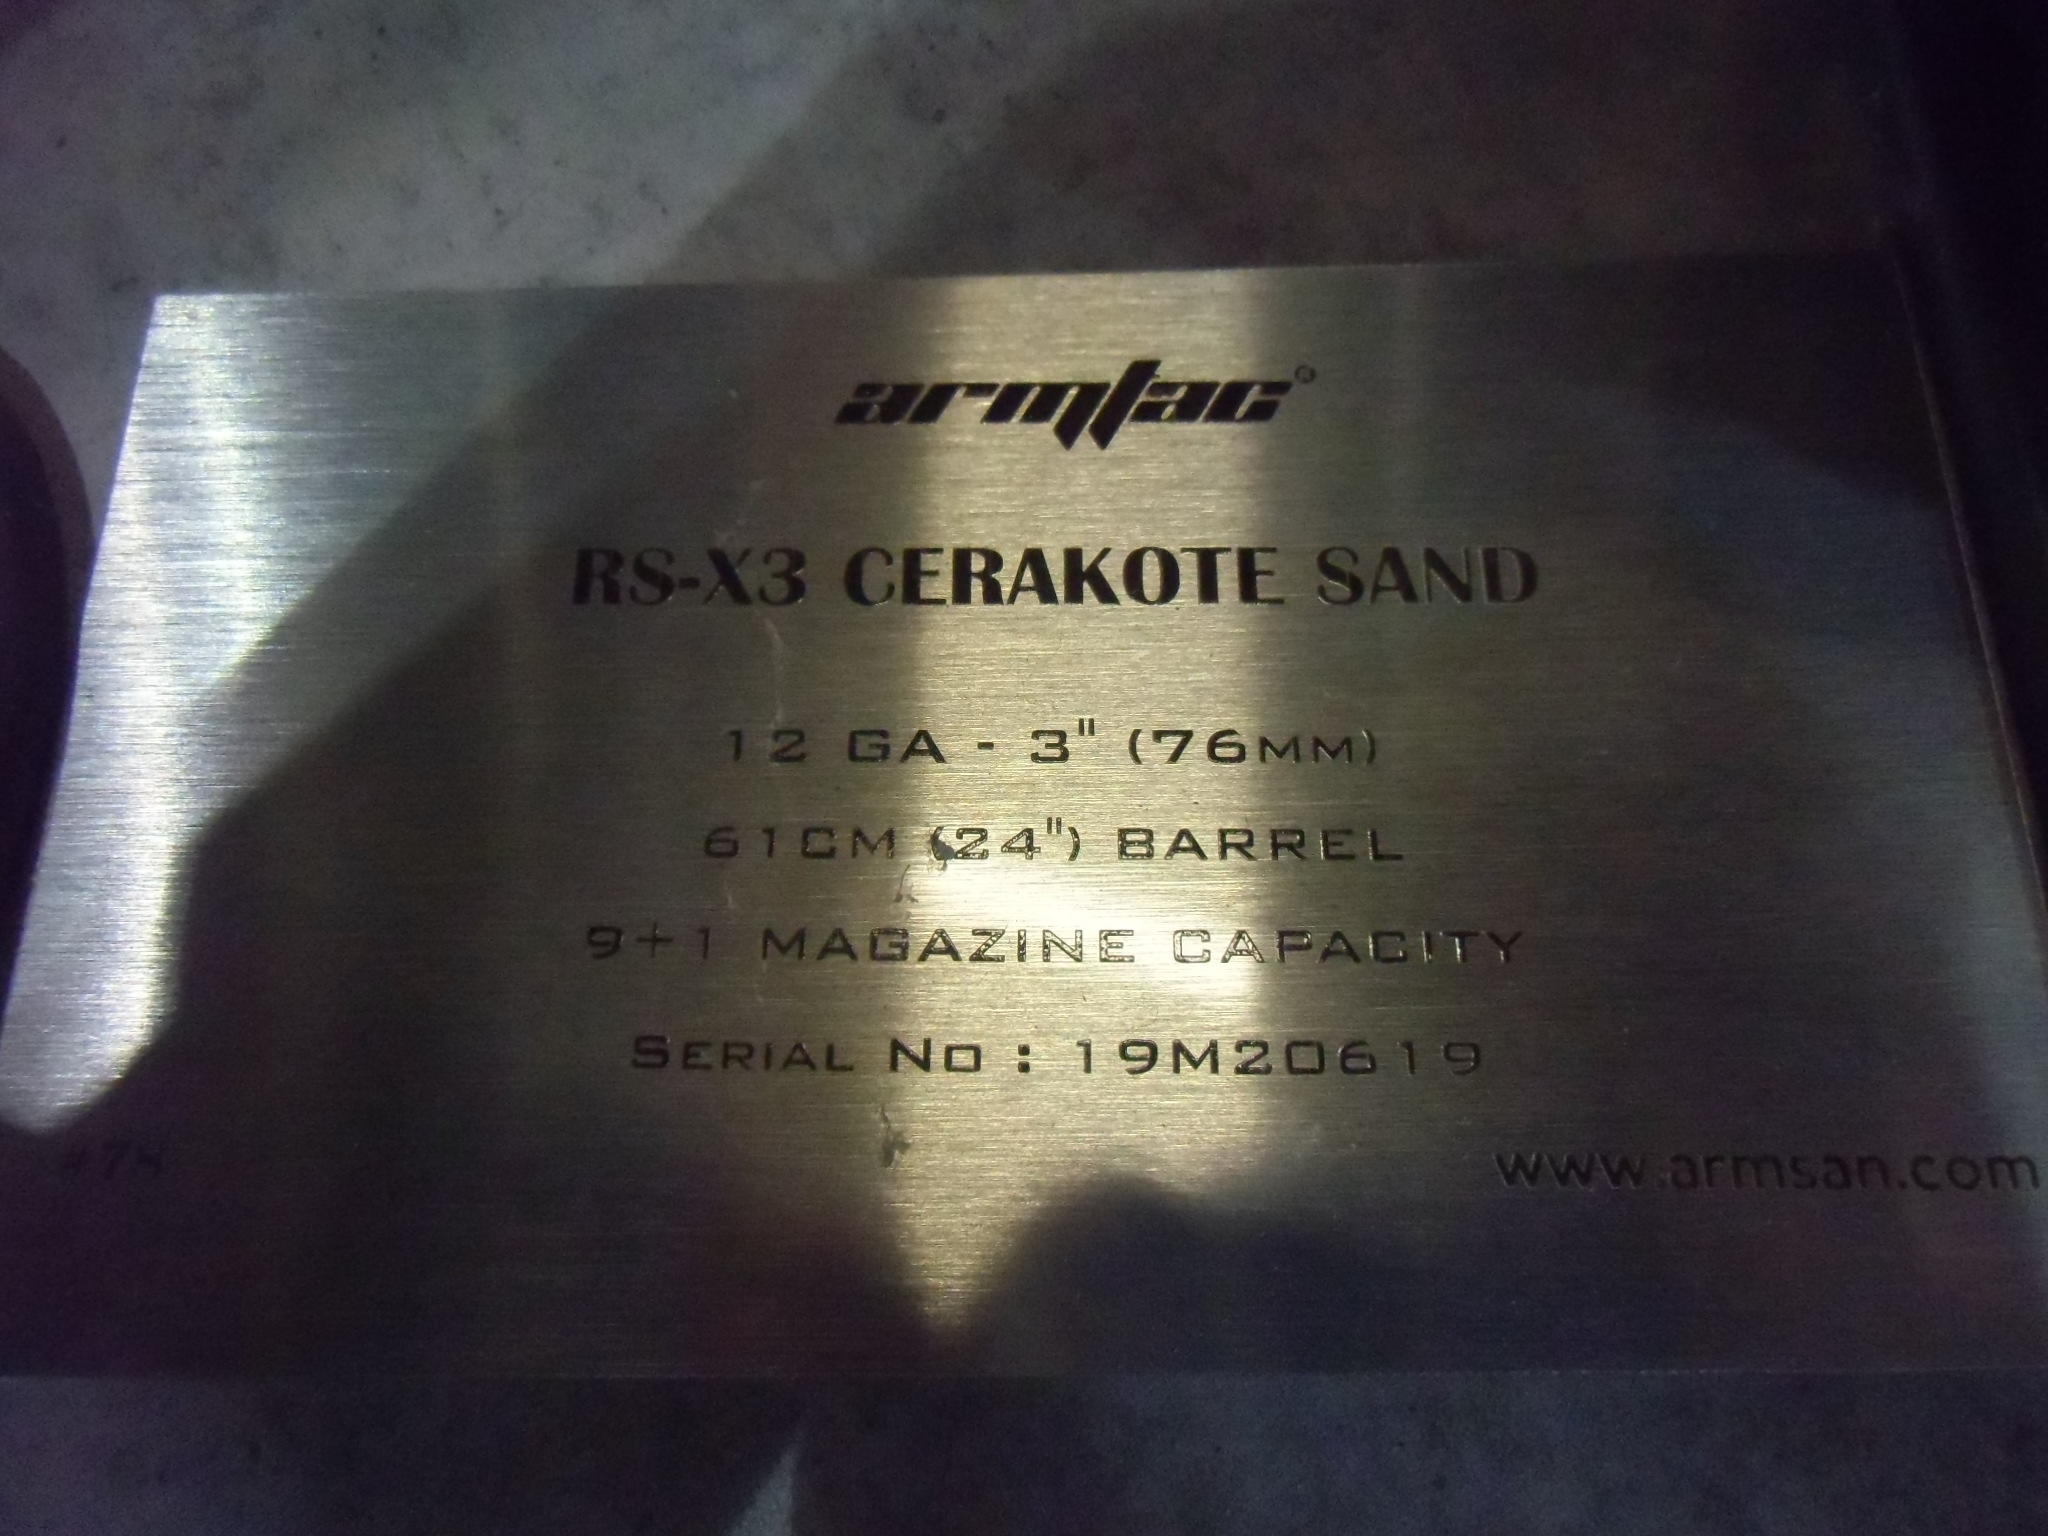 armtac®
RS-X3 CERAKOTE SAND
12 GA - 3" (76MM)
61CM (24") BARREL
9+1 MAGAZINE CAPACITY
SERIAL NO : 19M20619
www.armsan.com